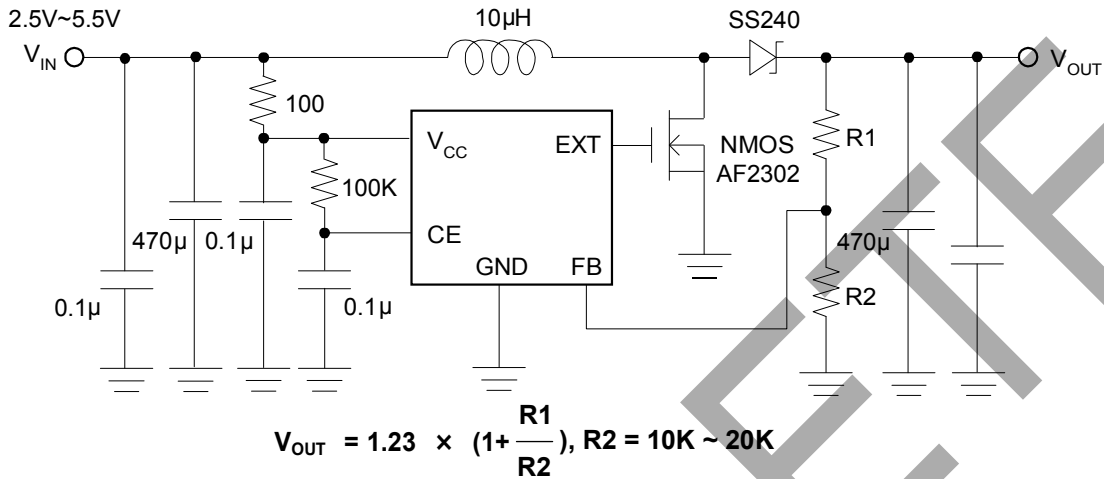 2.5V~5.5V
V_IN
10µH
SS240
V_OUT
100
V_CC
EXT
NMOS
AF2302
R1
100K
470µ
0.1µ
CE
470µ
GND
FB
R2
0.1µ
0.1µ
V_OUT = 1.23 × (1+ R1/R2), R2 = 10K ~ 20K